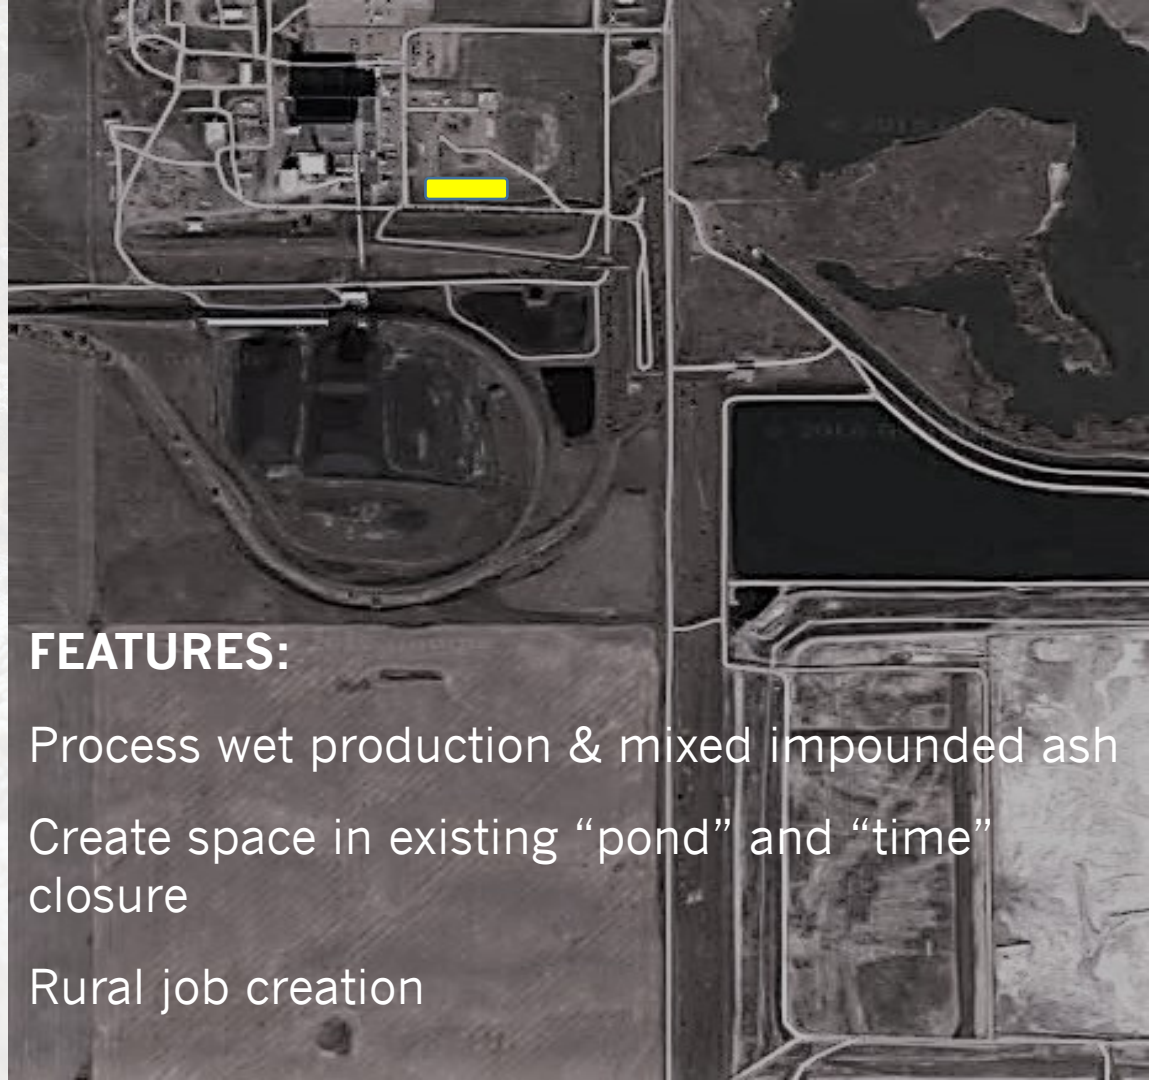 FEATURES:
Process wet production & mixed impounded ash
Create space in existing “pond” and “time”
closure
Rural job creation